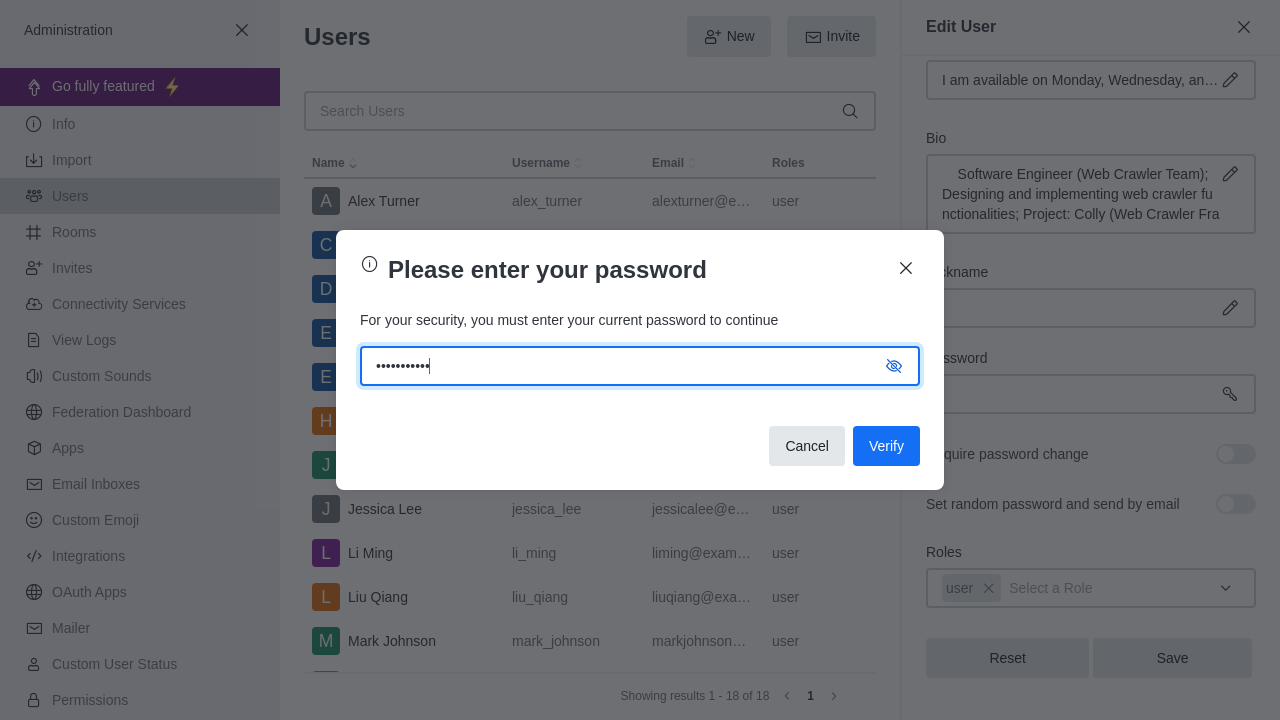 Administration
Go fully featured
Info
Import
Users
Rooms
Invites
Connectivity Services
View Logs
Custom Sounds
Federation Dashboard
Apps
Email Inboxes
Custom Emoji
Integrations
OAuth Apps
Mailer
Custom User Status
Permissions
Users
New
Invite
Search Users
Name
Username
Email
Roles
A Alex Turner alex_turner alexturner@e… user
C
D
E
E
H
J
J Jessica Lee jessica_lee jessicalee@e… user
L Li Ming li_ming liming@exam… user
L Liu Qiang liu_qiang liuqiang@exa… user
M Mark Johnson mark_johnson markjohnson… user
Showing results 1 - 18 of 18
1
Please enter your password
For your security, you must enter your current password to continue
•••••••••••
Cancel
Verify
Edit User
I am available on Monday, Wednesday, an…
Bio
Software Engineer (Web Crawler Team);
Designing and implementing web crawler fu
nctionalities; Project: Colly (Web Crawler Fra
ckname
ssword
quire password change
Set random password and send by email
Roles
user
Select a Role
Reset
Save